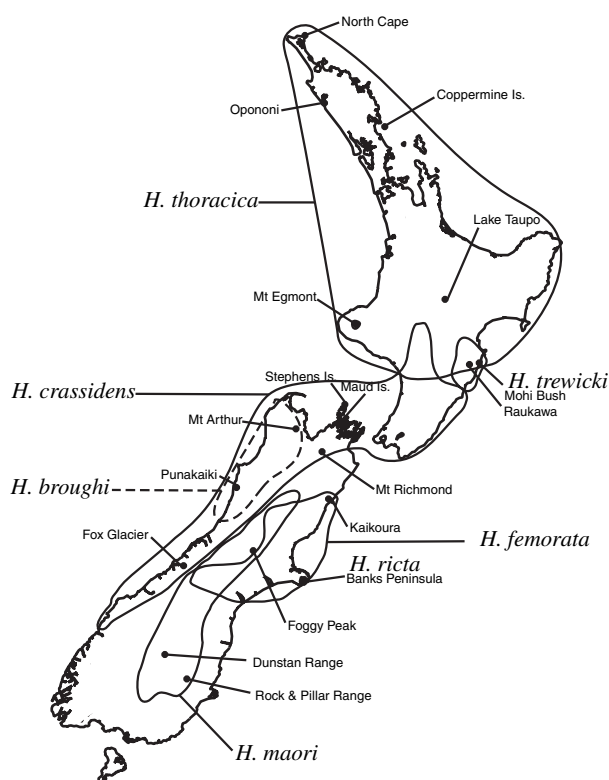 North Cape
Coppermine Is.
Opononi
H. thoracica
Lake Taupo
Mt Egmont
Stephens Is.
H. trewicki
H. crassidens
Maud Is.
Mohi Bush
Raukawa
Mt Arthur
Punakaiki
H. broughi
Mt Richmond
Kaikoura
Fox Glacier
H. femorata
H. ricta
Banks Peninsula
Foggy Peak
Dunstan Range
Rock & Pillar Range
H. maori